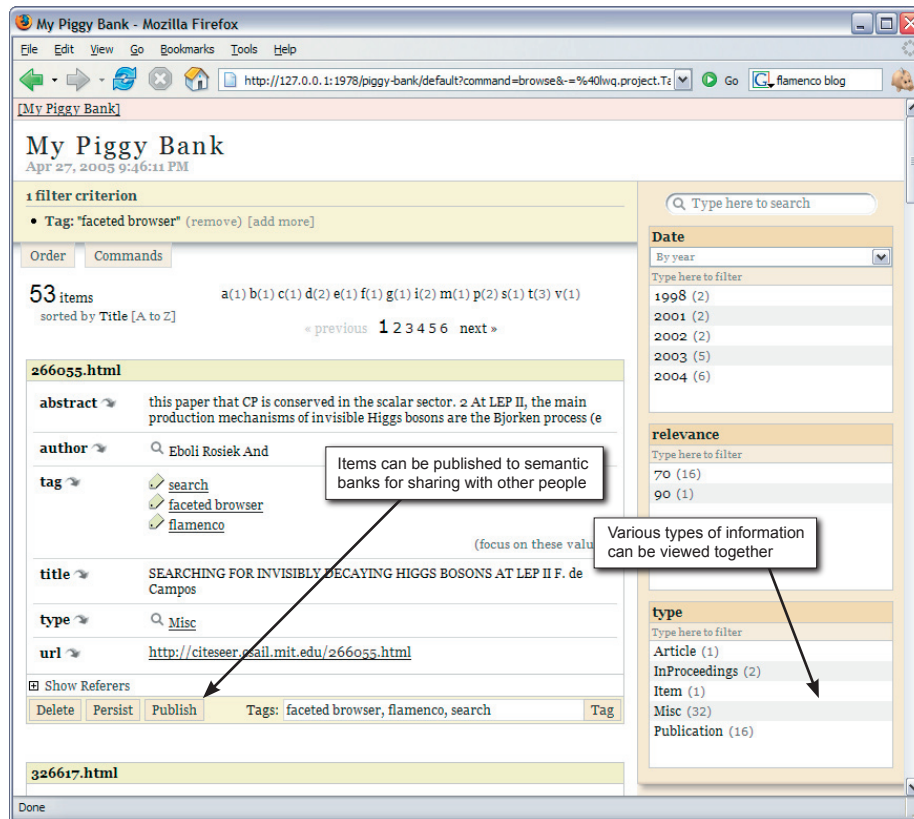 My Piggy Bank - Mozilla Firefox
File Edit View Go Bookmarks Tools Help
http://127.0.0.1:1978/piggy-bank/default?command=browse&-=%40lwq.project.Ta Go G flamenco blog
[My Piggy Bank]
My Piggy Bank
Apr 27, 2005 9:46:11 PM
1 filter criterion
• Tag: "faceted browser" (remove) [add more]
Order Commands
53 items
sorted by Title [A to Z]
a(1) b(1) c(1) d(2) e(1) f(1) g(1) i(2) m(1) p(2) s(1) t(3) v(1)
« previous 1 2 3 4 5 6 next »
266055.html
abstract this paper that CP is conserved in the scalar sector. 2 At LEP II, the main
production mechanisms of invisible Higgs bosons are the Bjorken process (e
author Eboli Rosiek And
tag search
faceted browser
flamenco
(focus on these valu
title SEARCHING FOR INVISIBLY DECAYING HIGGS BOSONS AT LEP II F. de
Campos
type Misc
url http://citeseer.csail.mit.edu/266055.html
Show Referers
Delete Persist Publish Tags: faceted browser, flamenco, search Tag
326617.html
Items can be published to semantic
banks for sharing with other people
Type here to search
Date
By year
Type here to filter
1998 (2)
2001 (2)
2002 (2)
2003 (5)
2004 (6)
relevance
Type here to filter
70 (16)
90 (1)
Various types of information
can be viewed together
type
Type here to filter
Article (1)
InProceedings (2)
Item (1)
Misc (32)
Publication (16)
Done